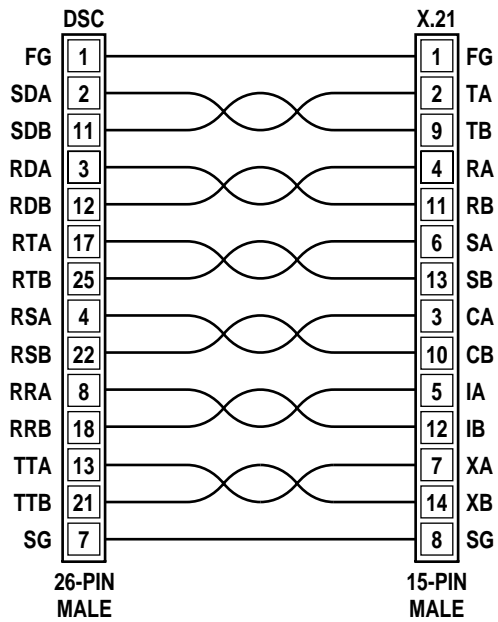 DSC X.21
FG 1 1 FG
SDA 2 2 TA
SDB 11 9 TB
RDA 3 4 RA
RDB 12 11 RB
RTA 17 6 SA
RTB 25 13 SB
RSA 4 3 CA
RSB 22 10 CB
RRA 8 5 IA
RRB 18 12 IB
TTA 13 7 XA
TTB 21 14 XB
SG 7 8 SG
26-PIN 15-PIN
MALE MALE